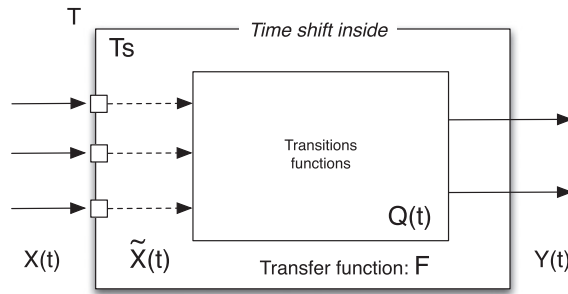 T
Time shift inside
Ts
Transitions
functions
Q(t)
X(t)
X̃(t)
Transfer function: F
Y(t)